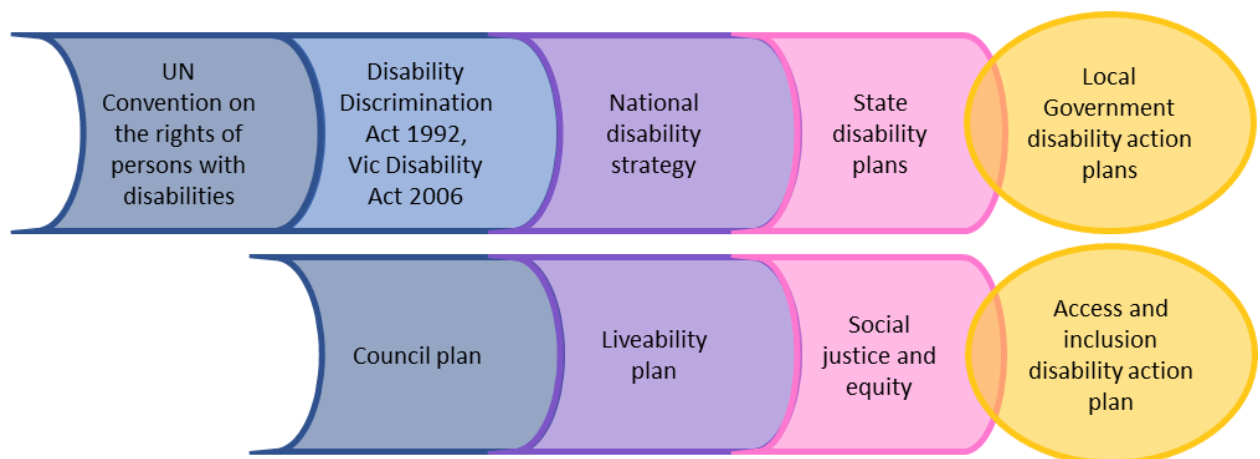 UN
Convention on
the rights of
persons with
disabilities
Disability
Discrimination
Act 1992,
Vic Disability
Act 2006
National
disability
strategy
State
disability
plans
Local
Government
disability action
plans
Council plan
Liveability
plan
Social
justice and
equity
Access and
inclusion
disability action
plan